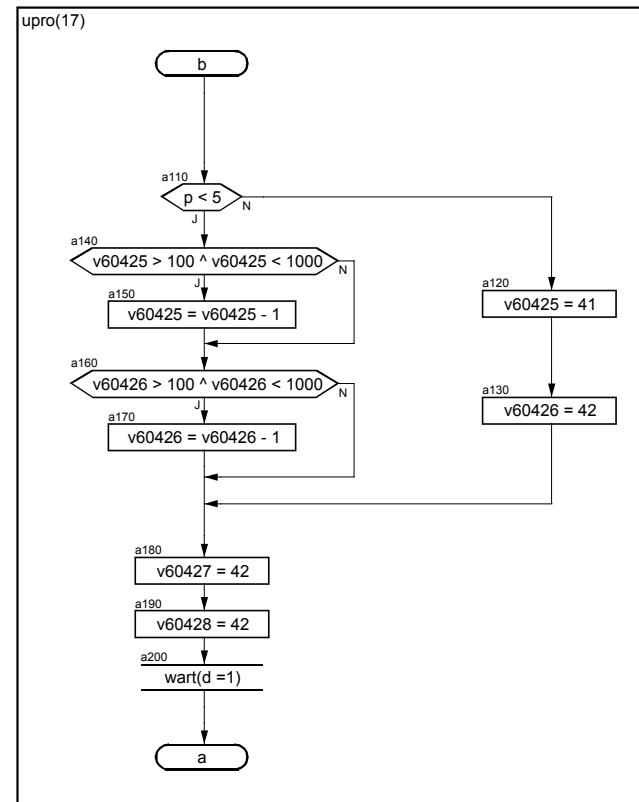 upro(17)
b
a110
p < 5
J
N
a140
v60425 > 100 ^ v60425 < 1000
J
N
a150
v60425 = v60425 - 1
a160
v60426 > 100 ^ v60426 < 1000
J
N
a170
v60426 = v60426 - 1
a120
v60425 = 41
a130
v60426 = 42
a180
v60427 = 42
a190
v60428 = 42
a200
wart(d =1)
a